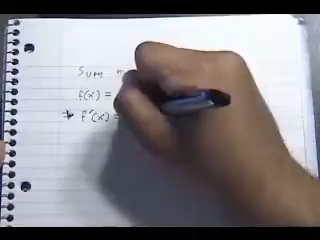 Sum
f(x) =
* F'(x) =